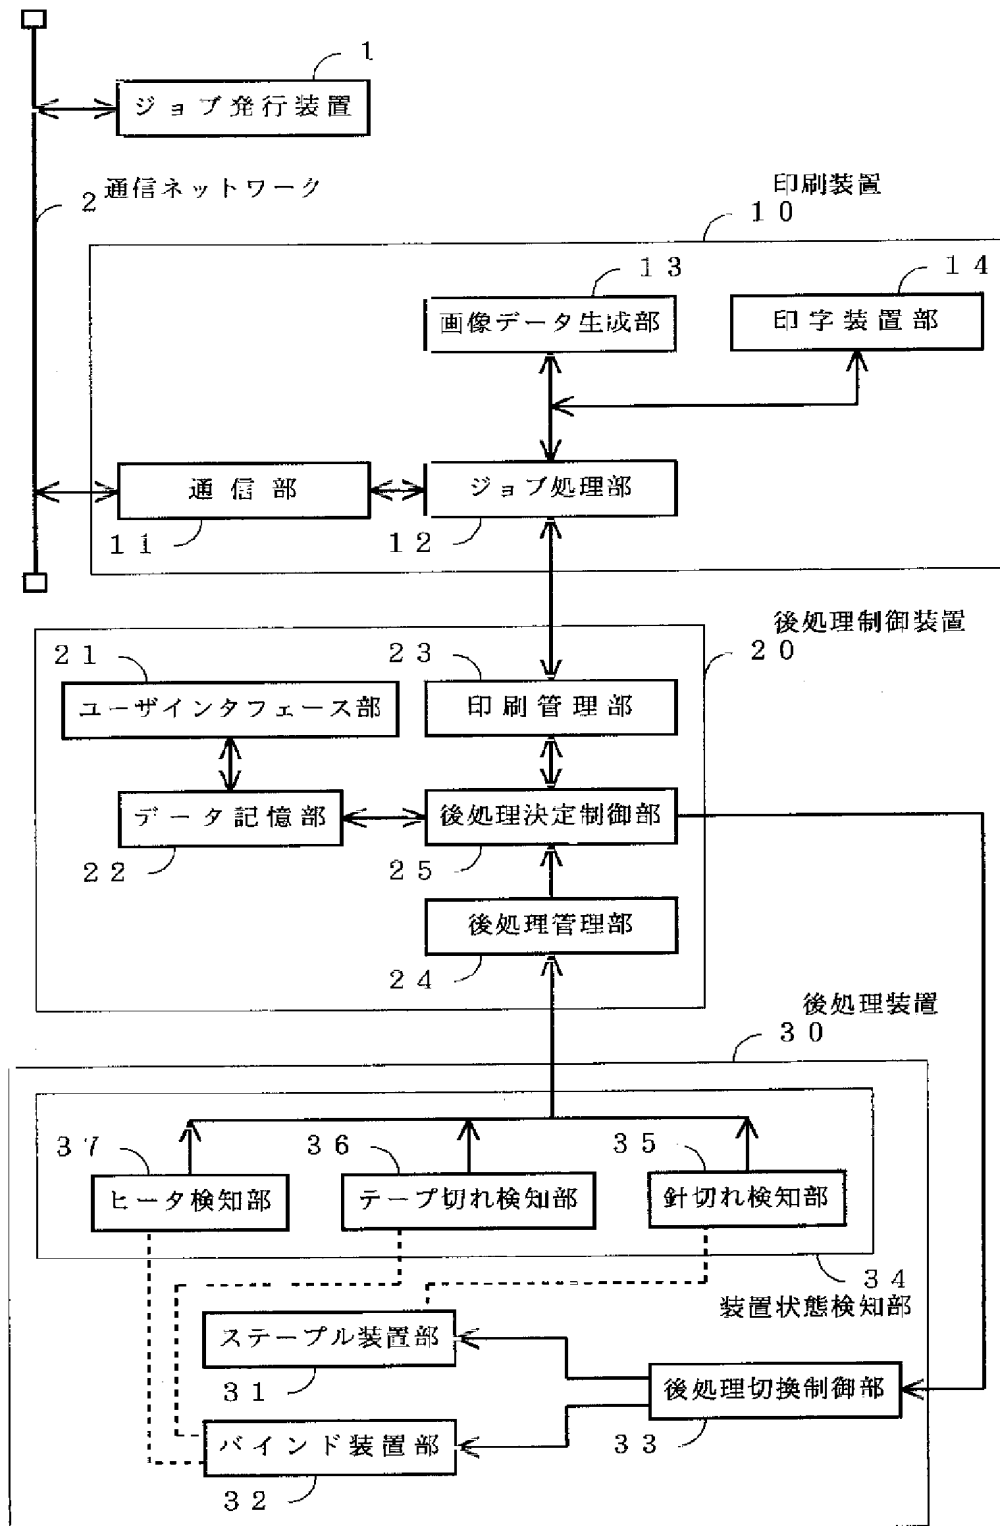 1
ジョブ発行装置
2 通信ネットワーク
印刷装置
10
13
14
画像データ生成部
印字装置部
通信部
ジョブ処理部
11
12
後処理制御装置
20
21
23
ユーザインタフェース部
印刷管理部
データ記憶部
後処理決定制御部
22
25
後処理管理部
24
後処理装置
30
37
36
35
ヒータ検知部
テープ切れ検知部
針切れ検知部
34
装置状態検知部
ステープル装置部
31
後処理切換制御部
33
バインド装置部
32